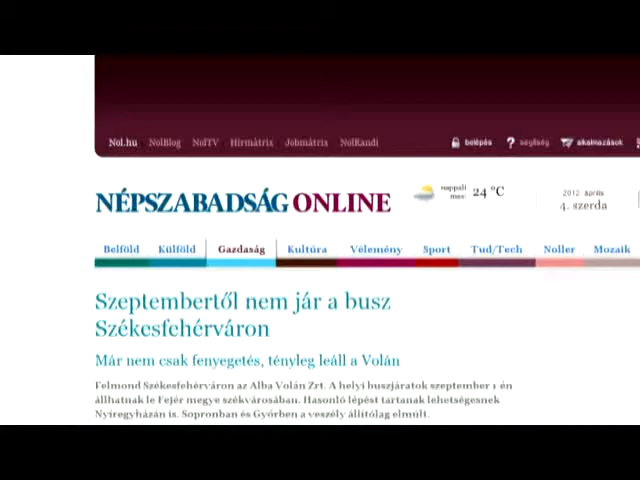 Nol.hu NolBlog NolTV Hírmátrix Jobmátrix NolRandi belépés ? segítség alkalmazások
NÉPSZABADSÁG ONLINE
nappali max: 24 °C
2012. április
4. szerda
Belföld Külföld Gazdaság Kultúra Vélemény Sport Tud/Tech Noller Mozaik
Szeptembertől nem jár a busz
Székesfehérváron
Már nem csak fenyegetés, tényleg leáll a Volán
Felmond Székesfehérváron az Alba Volán Zrt. A helyi buszjáratok szeptember 1-én
állhatnak le Fejér megye székvárosában. Hasonló lépést tartanak lehetségesnek
Nyíregyházán is. Sopronban és Győrben a veszély állítólag elmúlt.